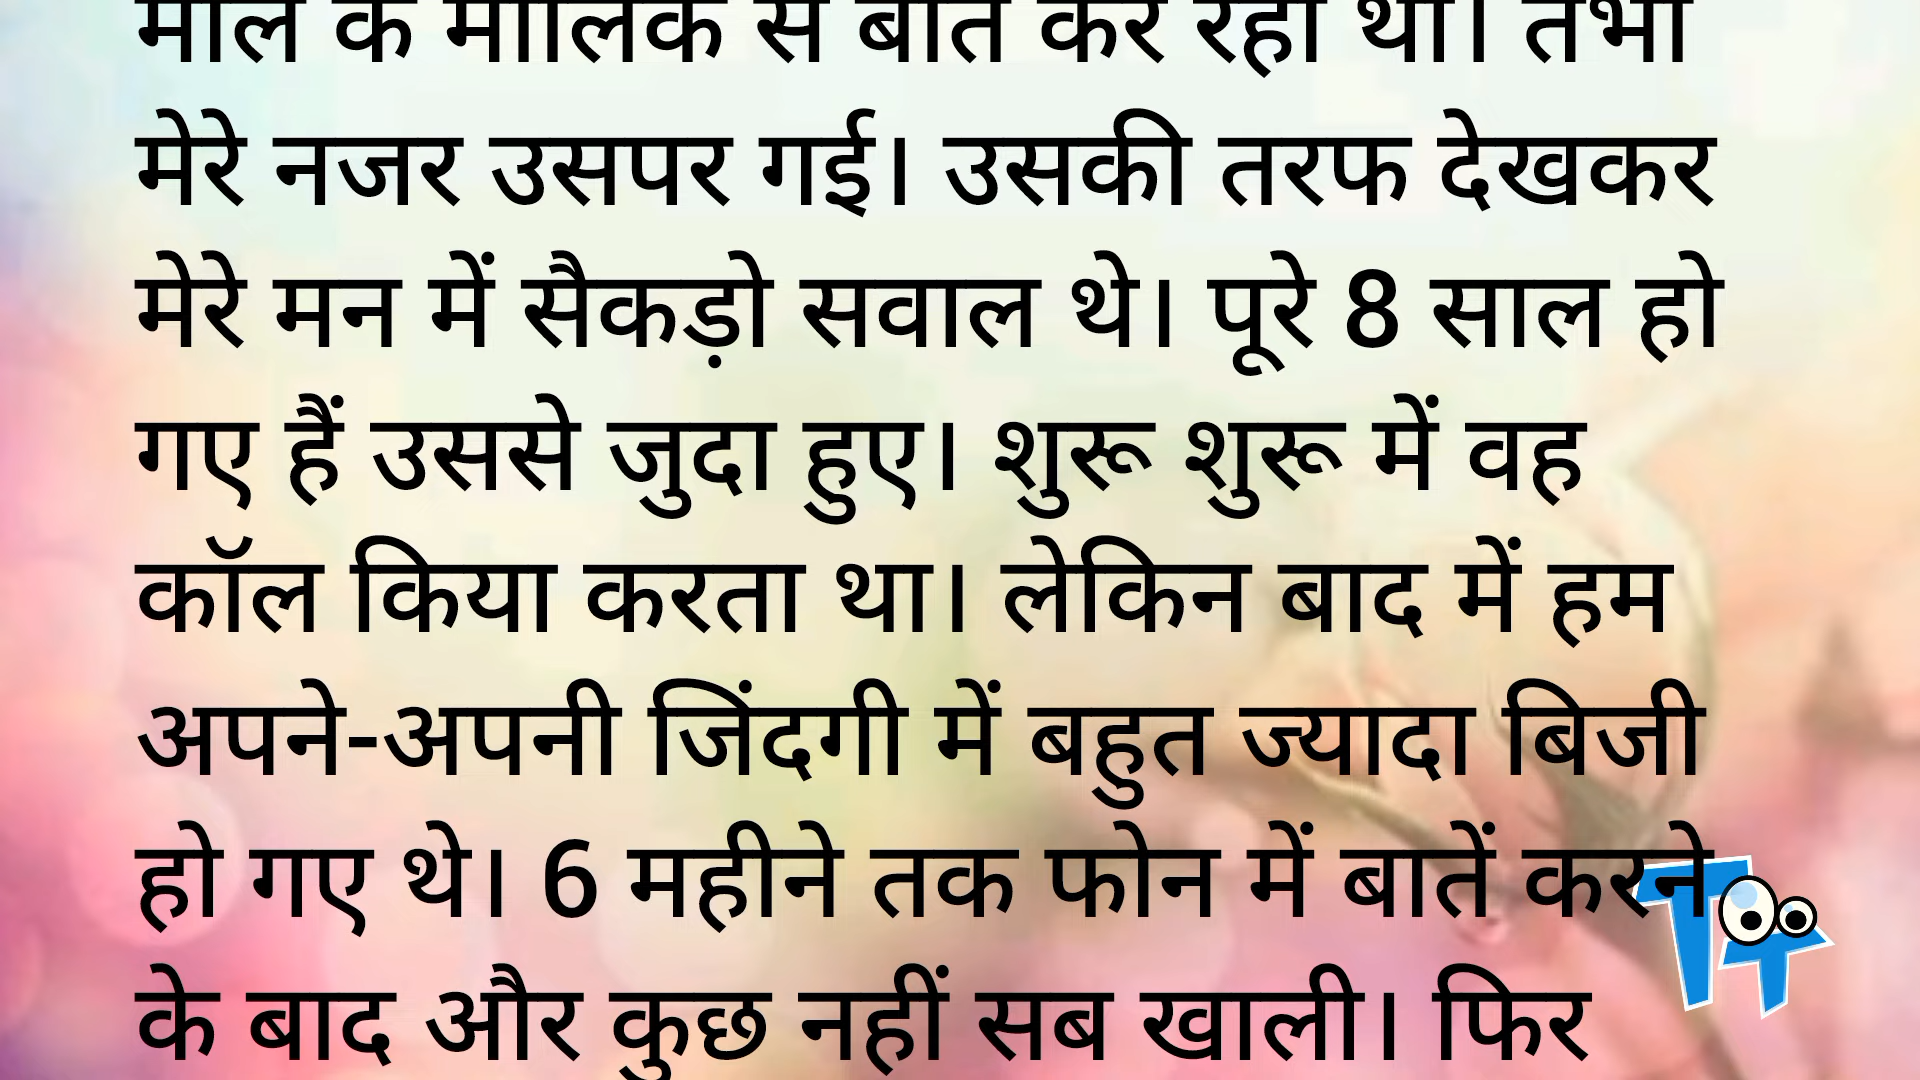 माल के मालिक से बात कर रहा था। तभी
मेरे नजर उसपर गई। उसकी तरफ देखकर
मेरे मन में सैकड़ो सवाल थे। पूरे 8 साल हो
गए हैं उससे जुदा हुए। शुरू शुरू में वह
कॉल किया करता था। लेकिन बाद में हम
अपने-अपनी जिंदगी में बहुत ज्यादा बिजी
हो गए थे। 6 महीने तक फोन में बातें करने
के बाद और कुछ नहीं सब खाली। फिर